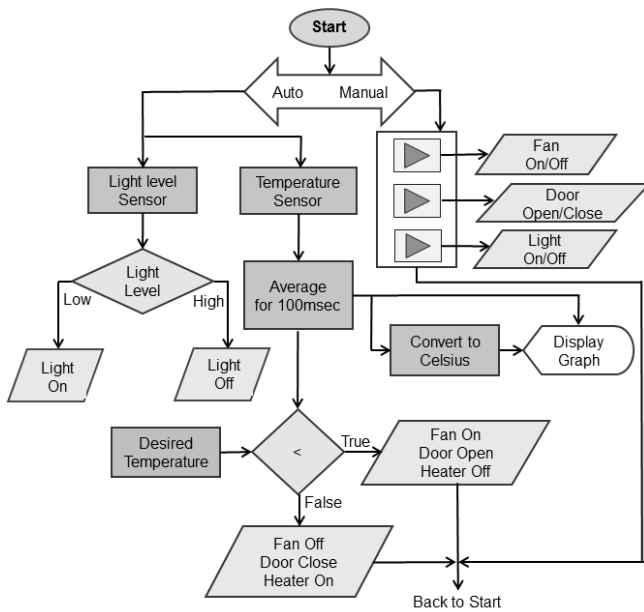 Start
Auto
Manual
Fan
On/Off
Door
Open/Close
Light
On/Off
Light level
Sensor
Temperature
Sensor
Light
Level
Low
High
Average
for 100msec
Light
On
Light
Off
Convert to
Celsius
Display
Graph
Desired
Temperature
<
True
Fan On
Door Open
Heater Off
False
Fan Off
Door Close
Heater On
Back to Start